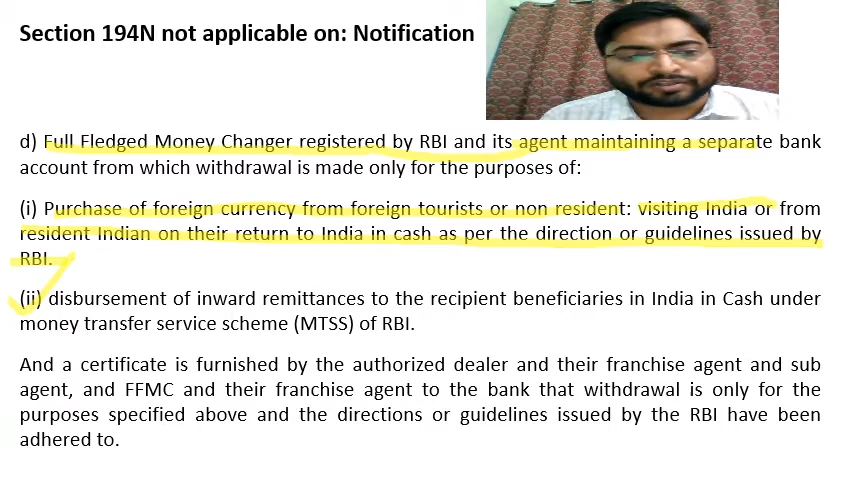 Section 194N not applicable on: Notification
d) Full Fledged Money Changer registered by RBI and its agent maintaining a separate bank
account from which withdrawal is made only for the purposes of:
(i) Purchase of foreign currency from foreign tourists or non resident: visiting India or from
resident Indian on their return to India in cash as per the direction or guidelines issued by
RBI.
(ii) disbursement of inward remittances to the recipient beneficiaries in India in Cash under
money transfer service scheme (MTSS) of RBI.
And a certificate is furnished by the authorized dealer and their franchise agent and sub
agent, and FFMC and their franchise agent to the bank that withdrawal is only for the
purposes specified above and the directions or guidelines issued by the RBI have been
adhered to.